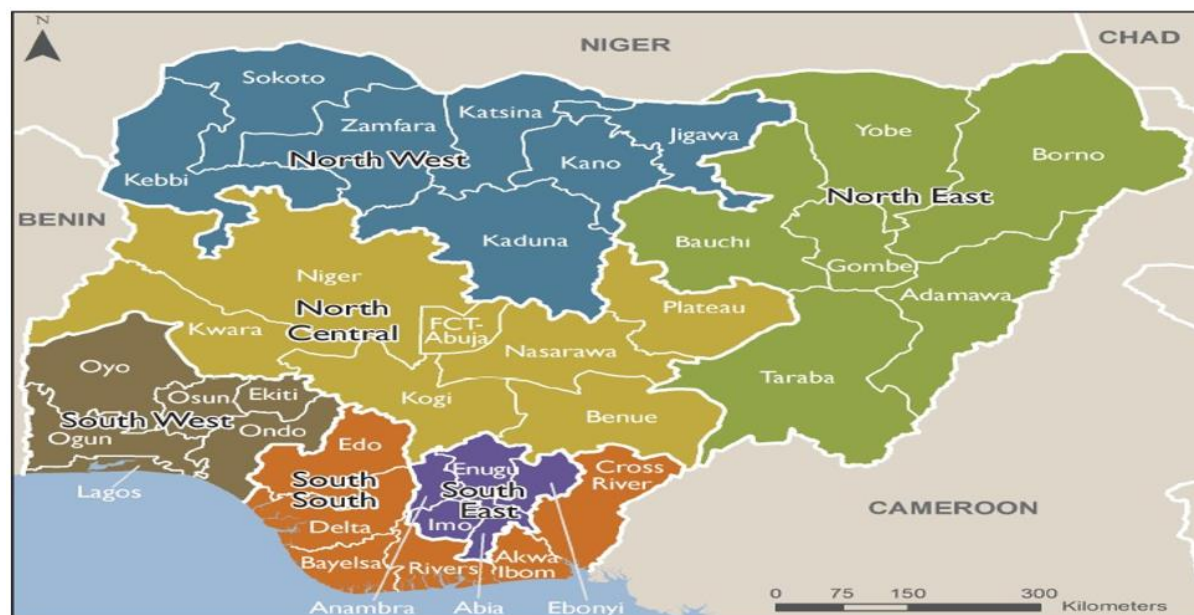 N
NIGER
CHAD
Sokoto
Katsina
Zamfara
Jigawa
Yobe
North West
Kano
Borno
Kebbi
North East
BENIN
Kaduna
Bauchi
Niger
Gombe
Adamawa
North
Central
Plateau
Kwara
FCT-
Abuja
Nasarawa
Oyo
Taraba
Kogi
Osun
Ekiti
Benue
South West
Ogun
Ondo
Edo
Enugu
Cross
River
South
South
South
East
Lagos
CAMEROON
Delta
Imo
Bayelsa
Rivers
Akwa
Ibom
Anambra
Abia
Ebonyi
0 75 150 300
Kilometers